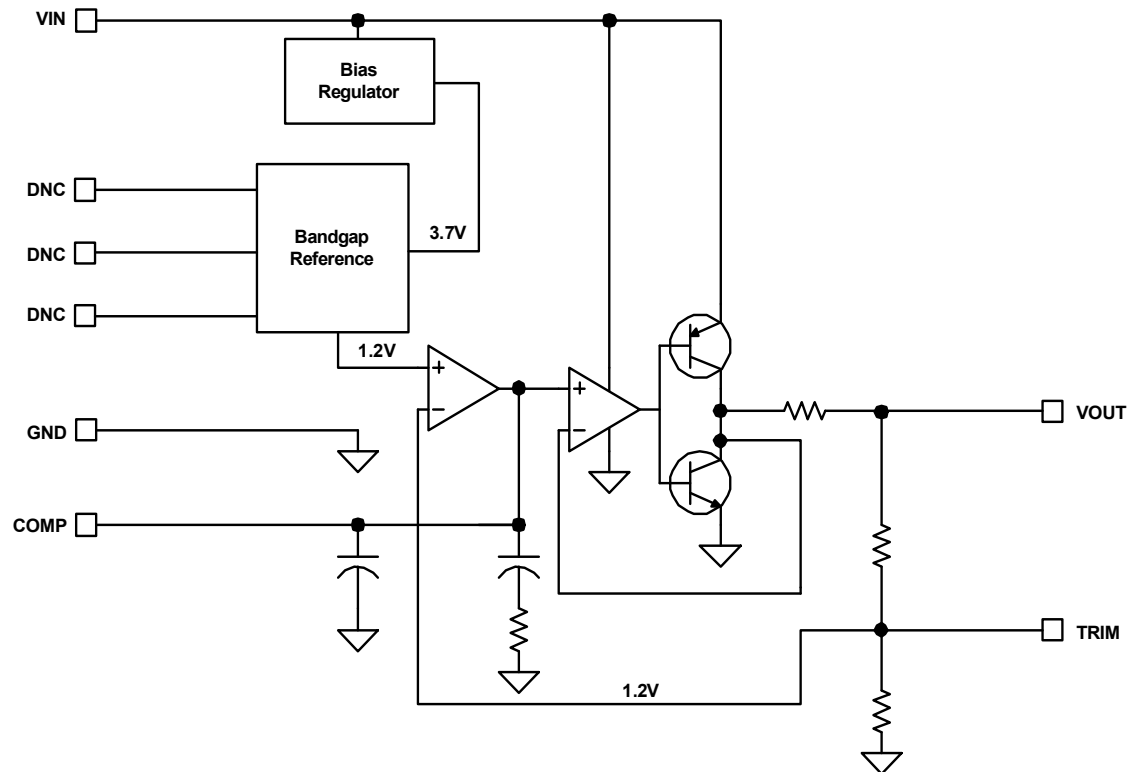 VIN
Bias
Regulator
DNC
DNC
DNC
Bandgap
Reference
3.7V
1.2V
+
−
+
−
GND
VOUT
COMP
TRIM
1.2V